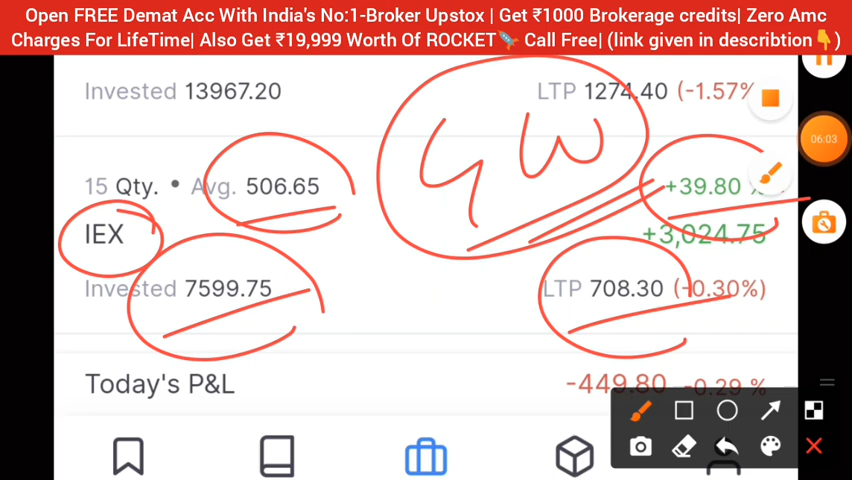 Open FREE Demat Acc With India's No:1-Broker Upstox | Get ₹1000 Brokerage credits| Zero Amc
Charges For LifeTime| Also Get ₹19,999 Worth Of ROCKET🚀 Call Free| (link given in describtion👇)
Invested 13967.20 LTP 1274.40 (-1.57%
06:03
15 Qty. • Avg. 506.65 +39.80 %
IEX +3,024.75
Invested 7599.75 LTP 708.30 (-0.30%)
Today's P&L -449.80 -0.29 %